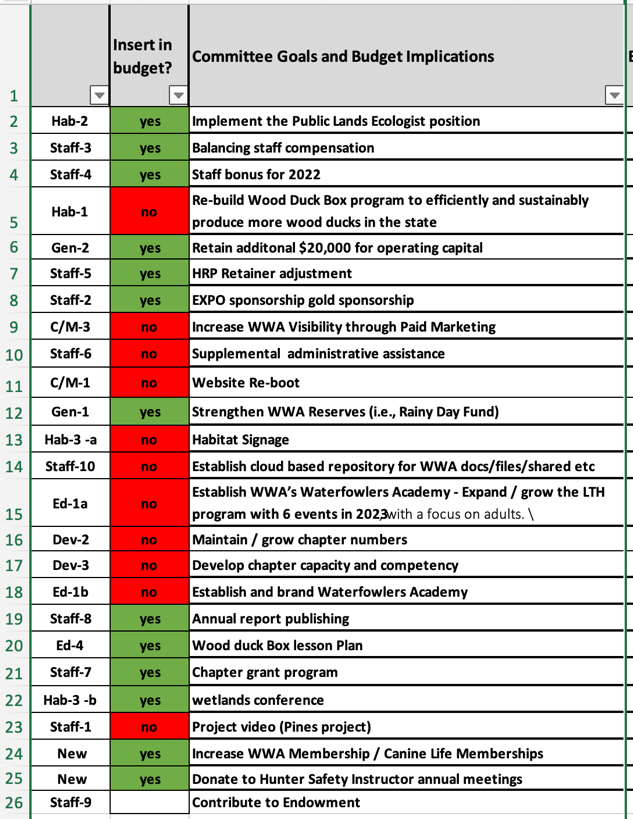 Insert in
budget?
Committee Goals and Budget Implications
1
2 Hab-2 yes Implement the Public Lands Ecologist position
3 Staff-3 yes Balancing staff compensation
4 Staff-4 yes Staff bonus for 2022
5 Hab-1 no Re-build Wood Duck Box program to efficiently and sustainably
produce more wood ducks in the state
6 Gen-2 yes Retain additonal $20,000 for operating capital
7 Staff-5 yes HRP Retainer adjustment
8 Staff-2 yes EXPO sponsorship gold sponsorship
9 C/M-3 no Increase WWA Visibility through Paid Marketing
10 Staff-6 no Supplemental administrative assistance
11 C/M-1 no Website Re-boot
12 Gen-1 yes Strengthen WWA Reserves (i.e., Rainy Day Fund)
13 Hab-3 -a no Habitat Signage
14 Staff-10 no Establish cloud based repository for WWA docs/files/shared etc
15 Ed-1a no Establish WWA's Waterfowlers Academy - Expand / grow the LTH
program with 6 events in 2023,with a focus on adults. \
16 Dev-2 no Maintain / grow chapter numbers
17 Dev-3 no Develop chapter capacity and competency
18 Ed-1b no Establish and brand Waterfowlers Academy
19 Staff-8 yes Annual report publishing
20 Ed-4 yes Wood duck Box lesson Plan
21 Staff-7 yes Chapter grant program
22 Hab-3 -b yes wetlands conference
23 Staff-1 no Project video (Pines project)
24 New yes Increase WWA Membership / Canine Life Memberships
25 New yes Donate to Hunter Safety Instructor annual meetings
26 Staff-9 Contribute to Endowment